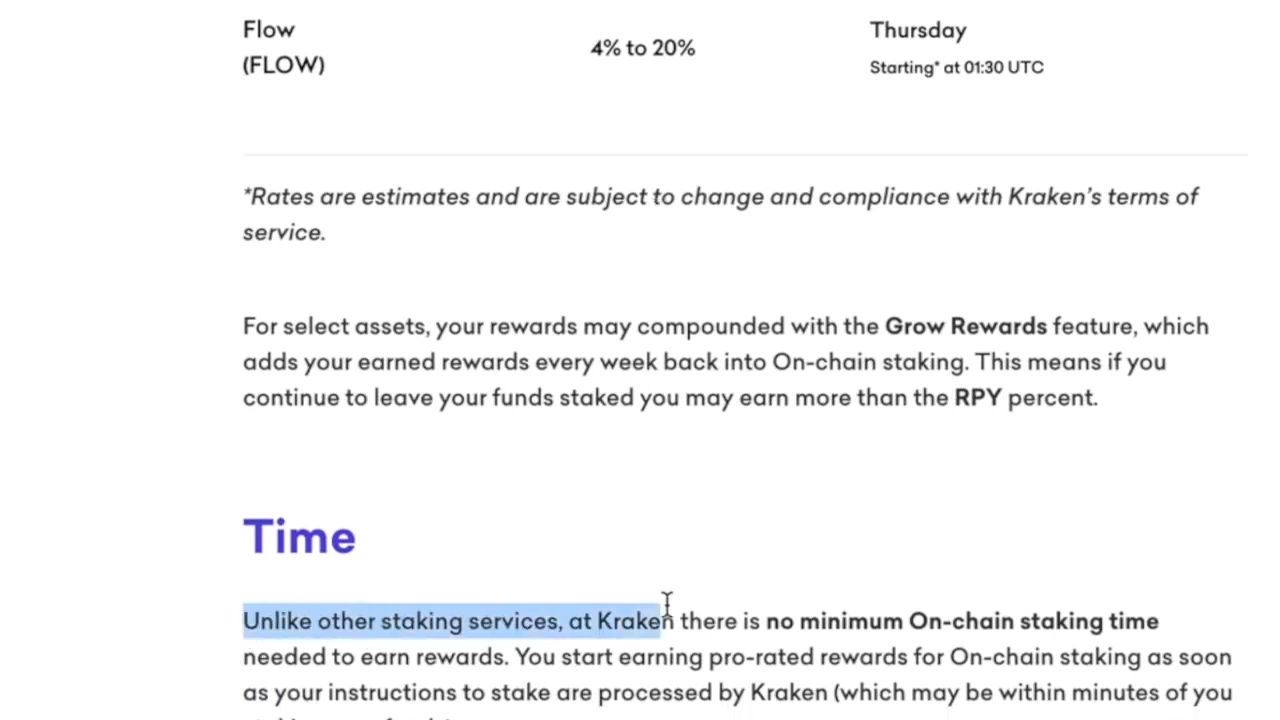 Flow
(FLOW)
4% to 20%
Thursday
Starting* at 01:30 UTC
*Rates are estimates and are subject to change and compliance with Kraken's terms of
service.
For select assets, your rewards may compounded with the Grow Rewards feature, which
adds your earned rewards every week back into On-chain staking. This means if you
continue to leave your funds staked you may earn more than the RPY percent.
Time
Unlike other staking services, at Kraken there is no minimum On-chain staking time
needed to earn rewards. You start earning pro-rated rewards for On-chain staking as soon
as your instructions to stake are processed by Kraken (which may be within minutes of you